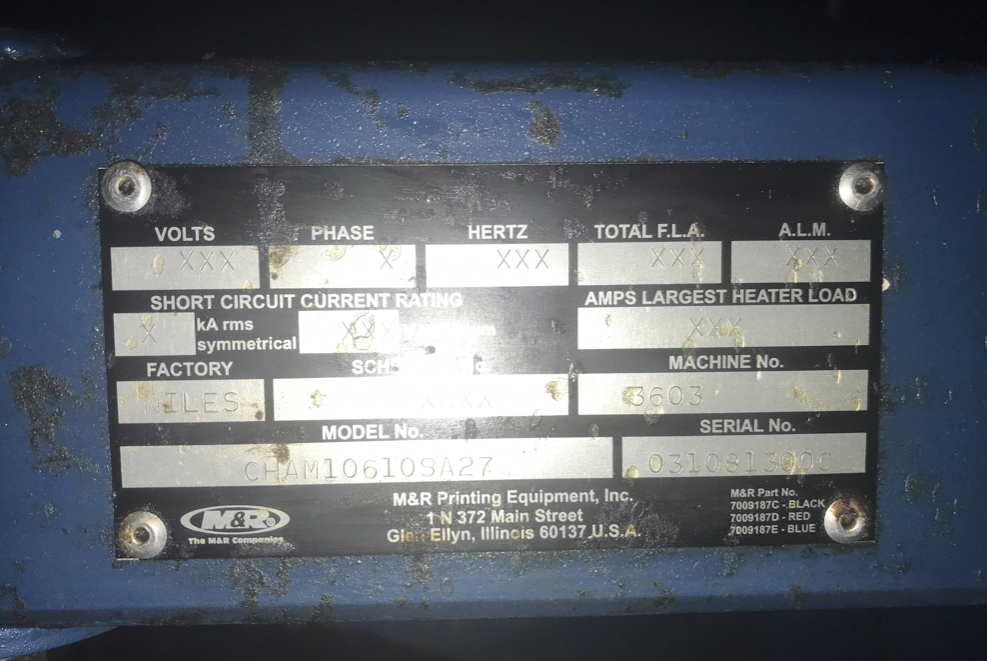 VOLTS PHASE HERTZ TOTAL F.L.A. A.L.M.
XXX X XXX XXX XXX
SHORT CIRCUIT CURRENT RATING AMPS LARGEST HEATER LOAD
X kA rms symmetrical XXX XXX
FACTORY MACHINE No.
NILES XXXX 3603
MODEL No. SERIAL No.
CHAM106108A27
M&R
The M&R Companies
M&R Printing Equipment, Inc.
1 N 372 Main Street
Glen Ellyn, Illinois 60137 U.S.A.
M&R Part No.
7009187C - BLACK
7009187D - RED
7009187E - BLUE